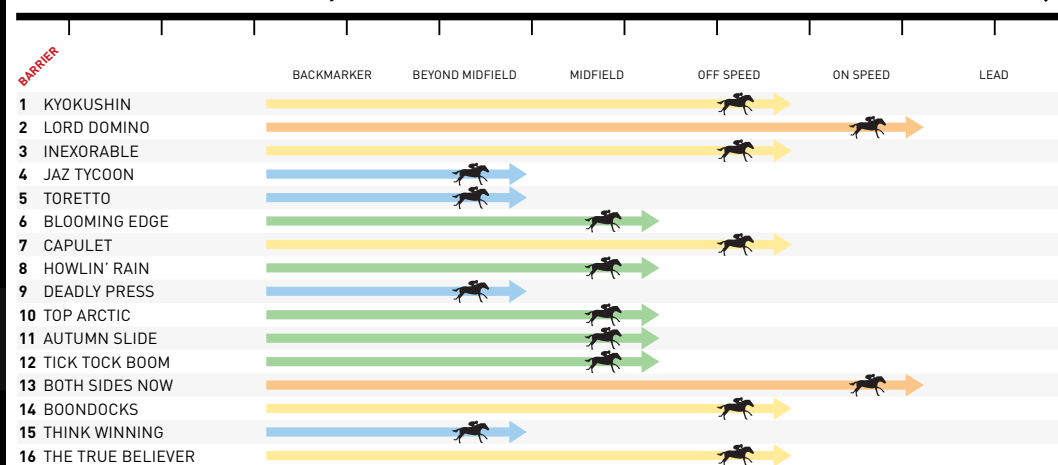 BARRIER
BACKMARKER BEYOND MIDFIELD MIDFIELD OFF SPEED ON SPEED LEAD
1 KYOKUSHIN
2 LORD DOMINO
3 INEXORABLE
4 JAZ TYCOON
5 TORETTO
6 BLOOMING EDGE
7 CAPULET
8 HOWLIN' RAIN
9 DEADLY PRESS
10 TOP ARCTIC
11 AUTUMN SLIDE
12 TICK TOCK BOOM
13 BOTH SIDES NOW
14 BOONDOCKS
15 THINK WINNING
16 THE TRUE BELIEVER